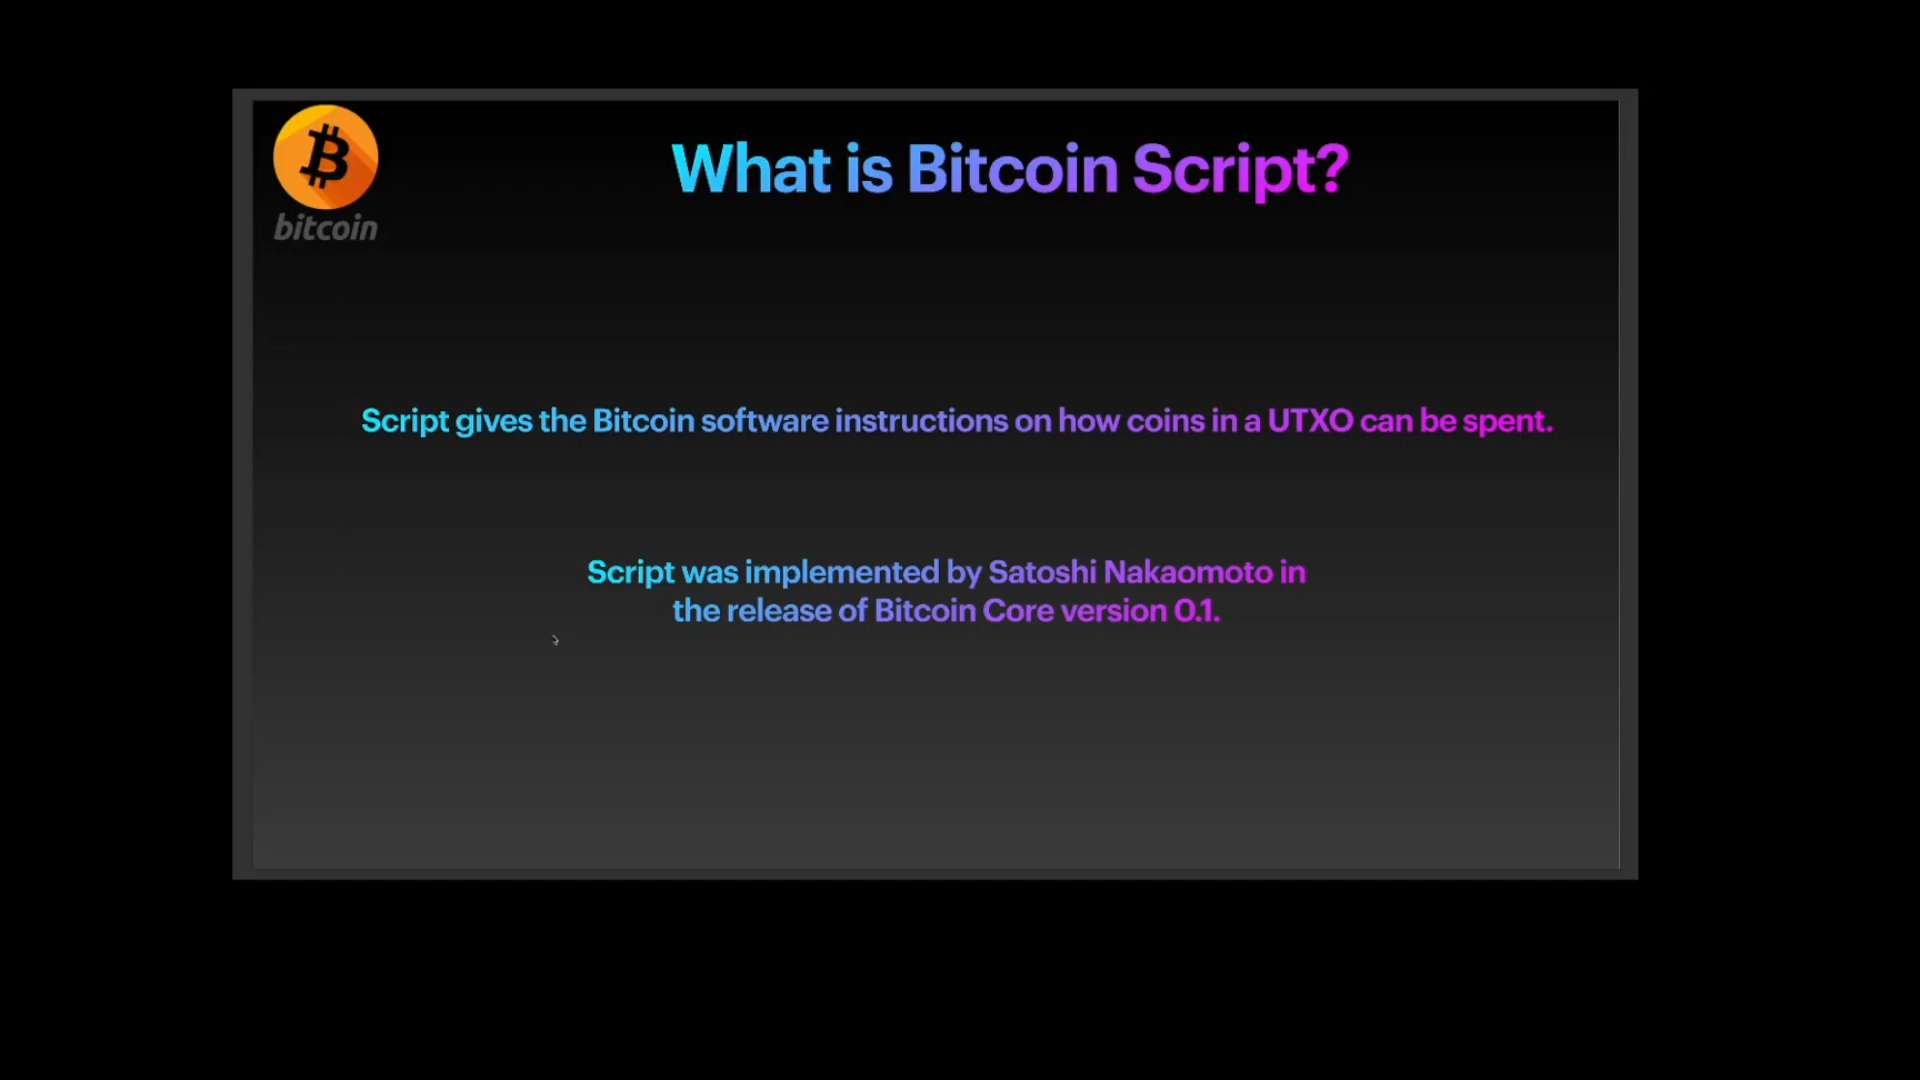 bitcoin
What is Bitcoin Script?
Script gives the Bitcoin software instructions on how coins in a UTXO can be spent.
Script was implemented by Satoshi Nakaomoto in
the release of Bitcoin Core version 0.1.